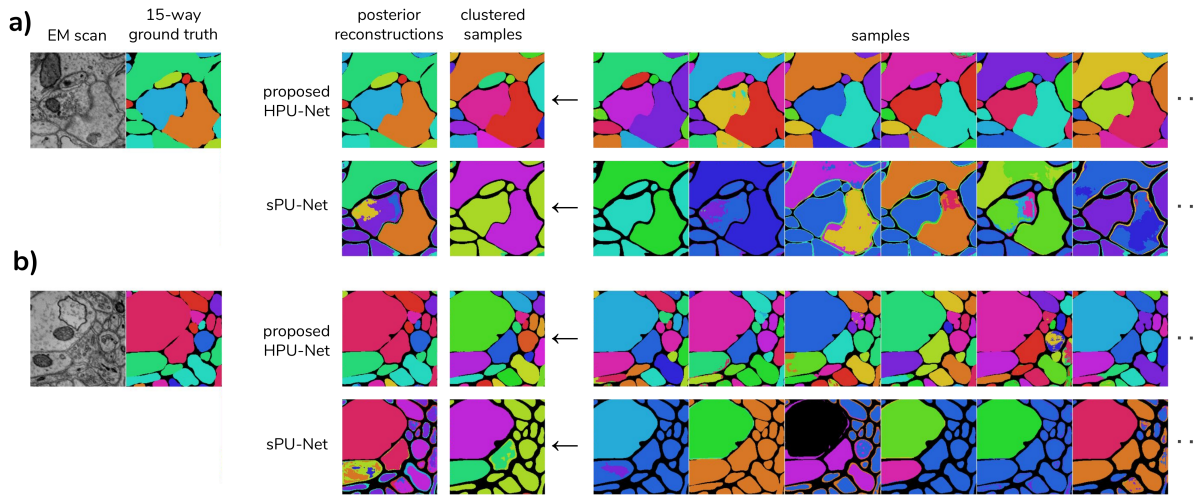 a)
EM scan
15-way
ground truth
posterior
reconstructions
clustered
samples
samples
proposed
HPU-Net
←
··
sPU-Net
←
··
b)
proposed
HPU-Net
←
··
sPU-Net
←
··